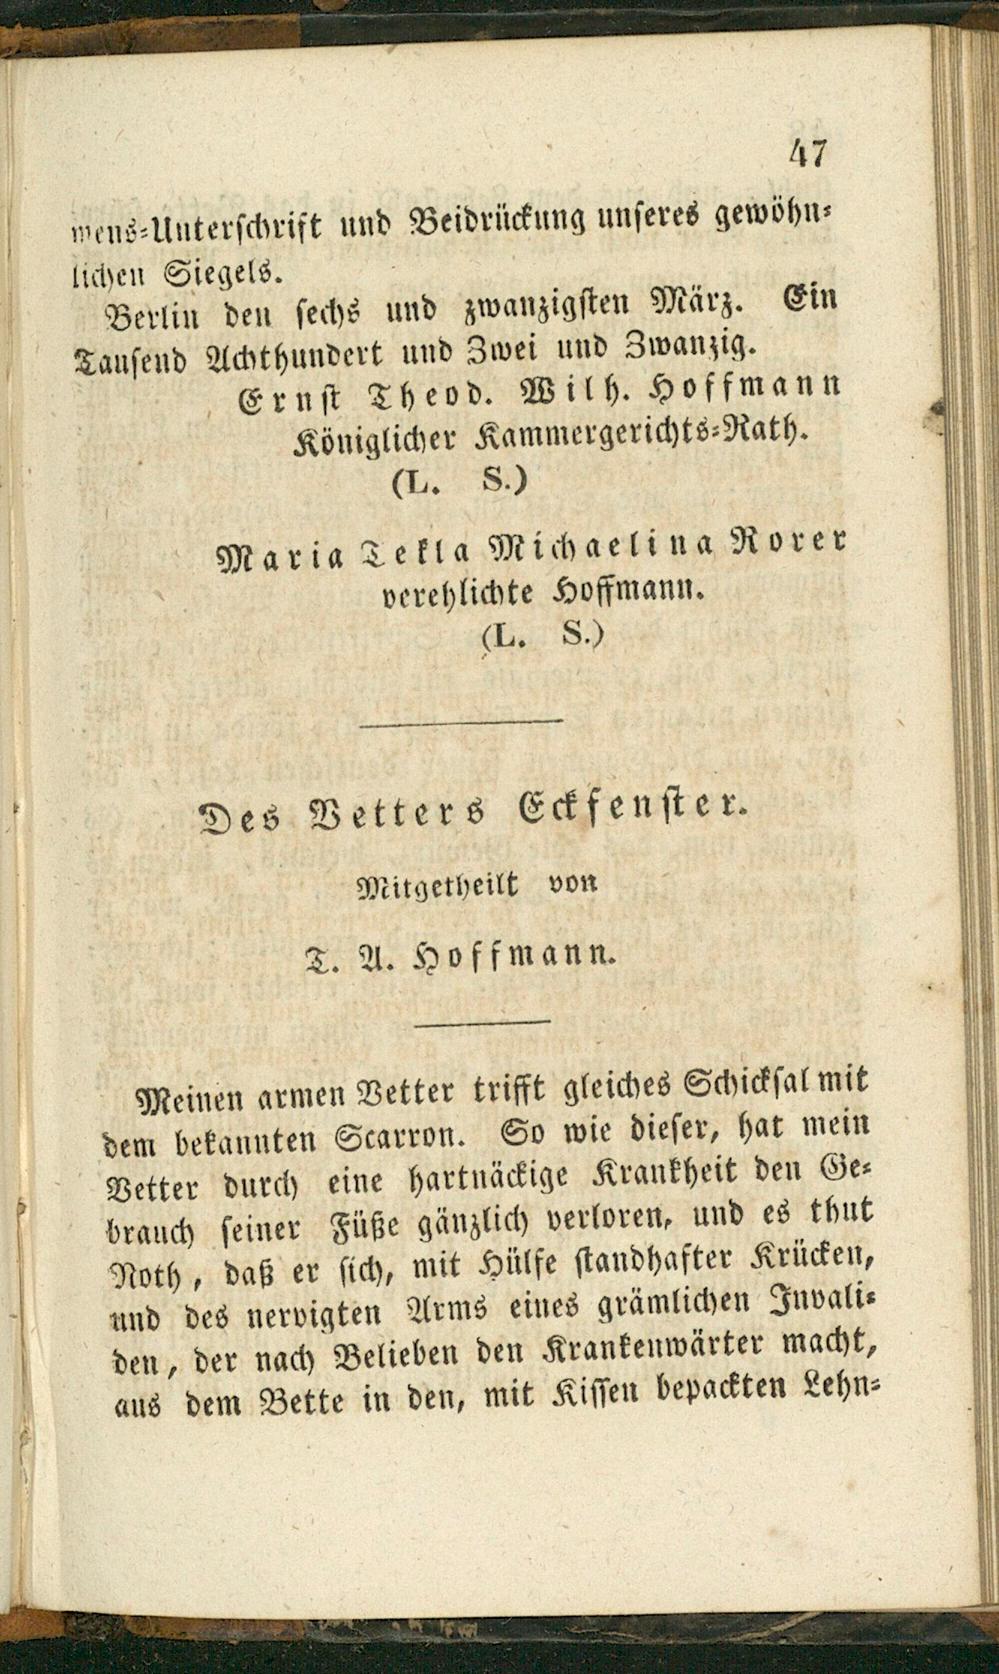 47
mens-Unterschrift und Beidrückung unseres gewöhn-
lichen Siegels.
Berlin den sechs und zwanzigsten März. Ein
Tausend Achthundert und Zwei und Zwanzig.
Ernst Theod. Wilh. Hoffmann
Königlicher Kammergerichts-Rath.
(L. S.)
Maria Tekla Michaelina Rorer
verehlichte Hoffmann.
(L. S.)
Des Vetters Eckfenster.
Mitgetheilt von
T. A. Hoffmann.
Meinen armen Vetter trifft gleiches Schicksal mit
dem bekannten Scarron. So wie dieser, hat mein
Vetter durch eine hartnäckige Krankheit den Ge-
brauch seiner Füße gänzlich verloren, und es thut
Noth, daß er sich, mit Hülfe standhafter Krücken,
und des nervigten Arms eines grämlichen Invali-
den, der nach Belieben den Krankenwärter macht,
aus dem Bette in den, mit Kissen bepackten Lehn-